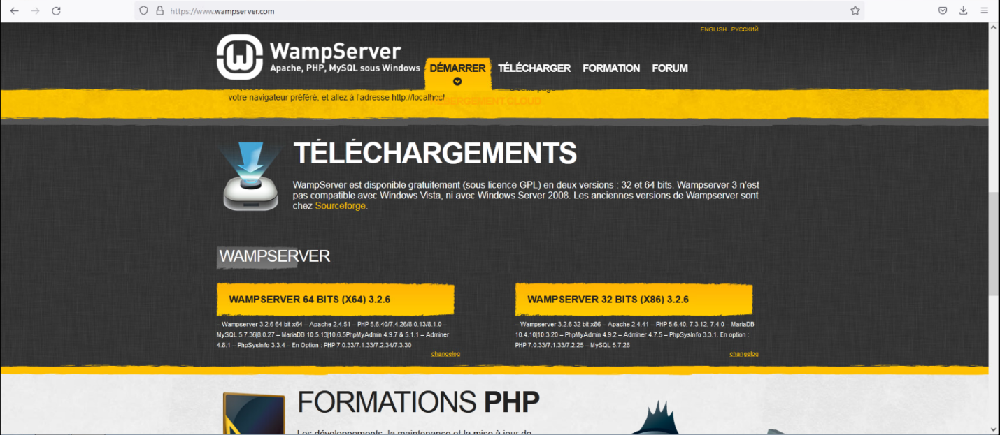 https://www.wampserver.com
ENGLISH РУССКИЙ
WampServer
Apache, PHP, MySQL sous Windows
DÉMARRER TÉLÉCHARGER FORMATION FORUM
votre navigateur préféré, et allez à l'adresse http://localhost
HÉBERGEMENT CLOUD
TÉLÉCHARGEMENTS
WampServer est disponible gratuitement (sous licence GPL) en deux versions : 32 et 64 bits. Wampserver 3 n'est
pas compatible avec Windows Vista, ni avec Windows Server 2008. Les anciennes versions de Wampserver sont
chez Sourceforge.
WAMPSERVER
WAMPSERVER 64 BITS (X64) 3.2.6
– Wampserver 3.2.6 64 bit x64 – Apache 2.4.51 – PHP 5.6.40/7.4.26/8.0.13/8.1.0 –
MySQL 5.7.36|8.0.27 – MariaDB 10.5.13|10.6.5PhpMyAdmin 4.9.7 & 5.1.1 – Adminer
4.8.1 – PhpSysInfo 3.3.4 – En Option : PHP 7.0.33/7.1.33/7.2.34/7.3.30
changelog
WAMPSERVER 32 BITS (X86) 3.2.6
– Wampserver 3.2.6 32 bit x86 – Apache 2.4.41 – PHP 5.6.40, 7.3.12, 7.4.0 – MariaDB
10.4.10|10.3.20 – PhpMyAdmin 4.9.2 – Adminer 4.7.5 – PhpSysInfo 3.3.1. En option :
PHP 7.0.33/7.1.33/7.2.25 – MySQL 5.7.28
changelog
FORMATIONS PHP
Les développements, la maintenance et la mise à jour de